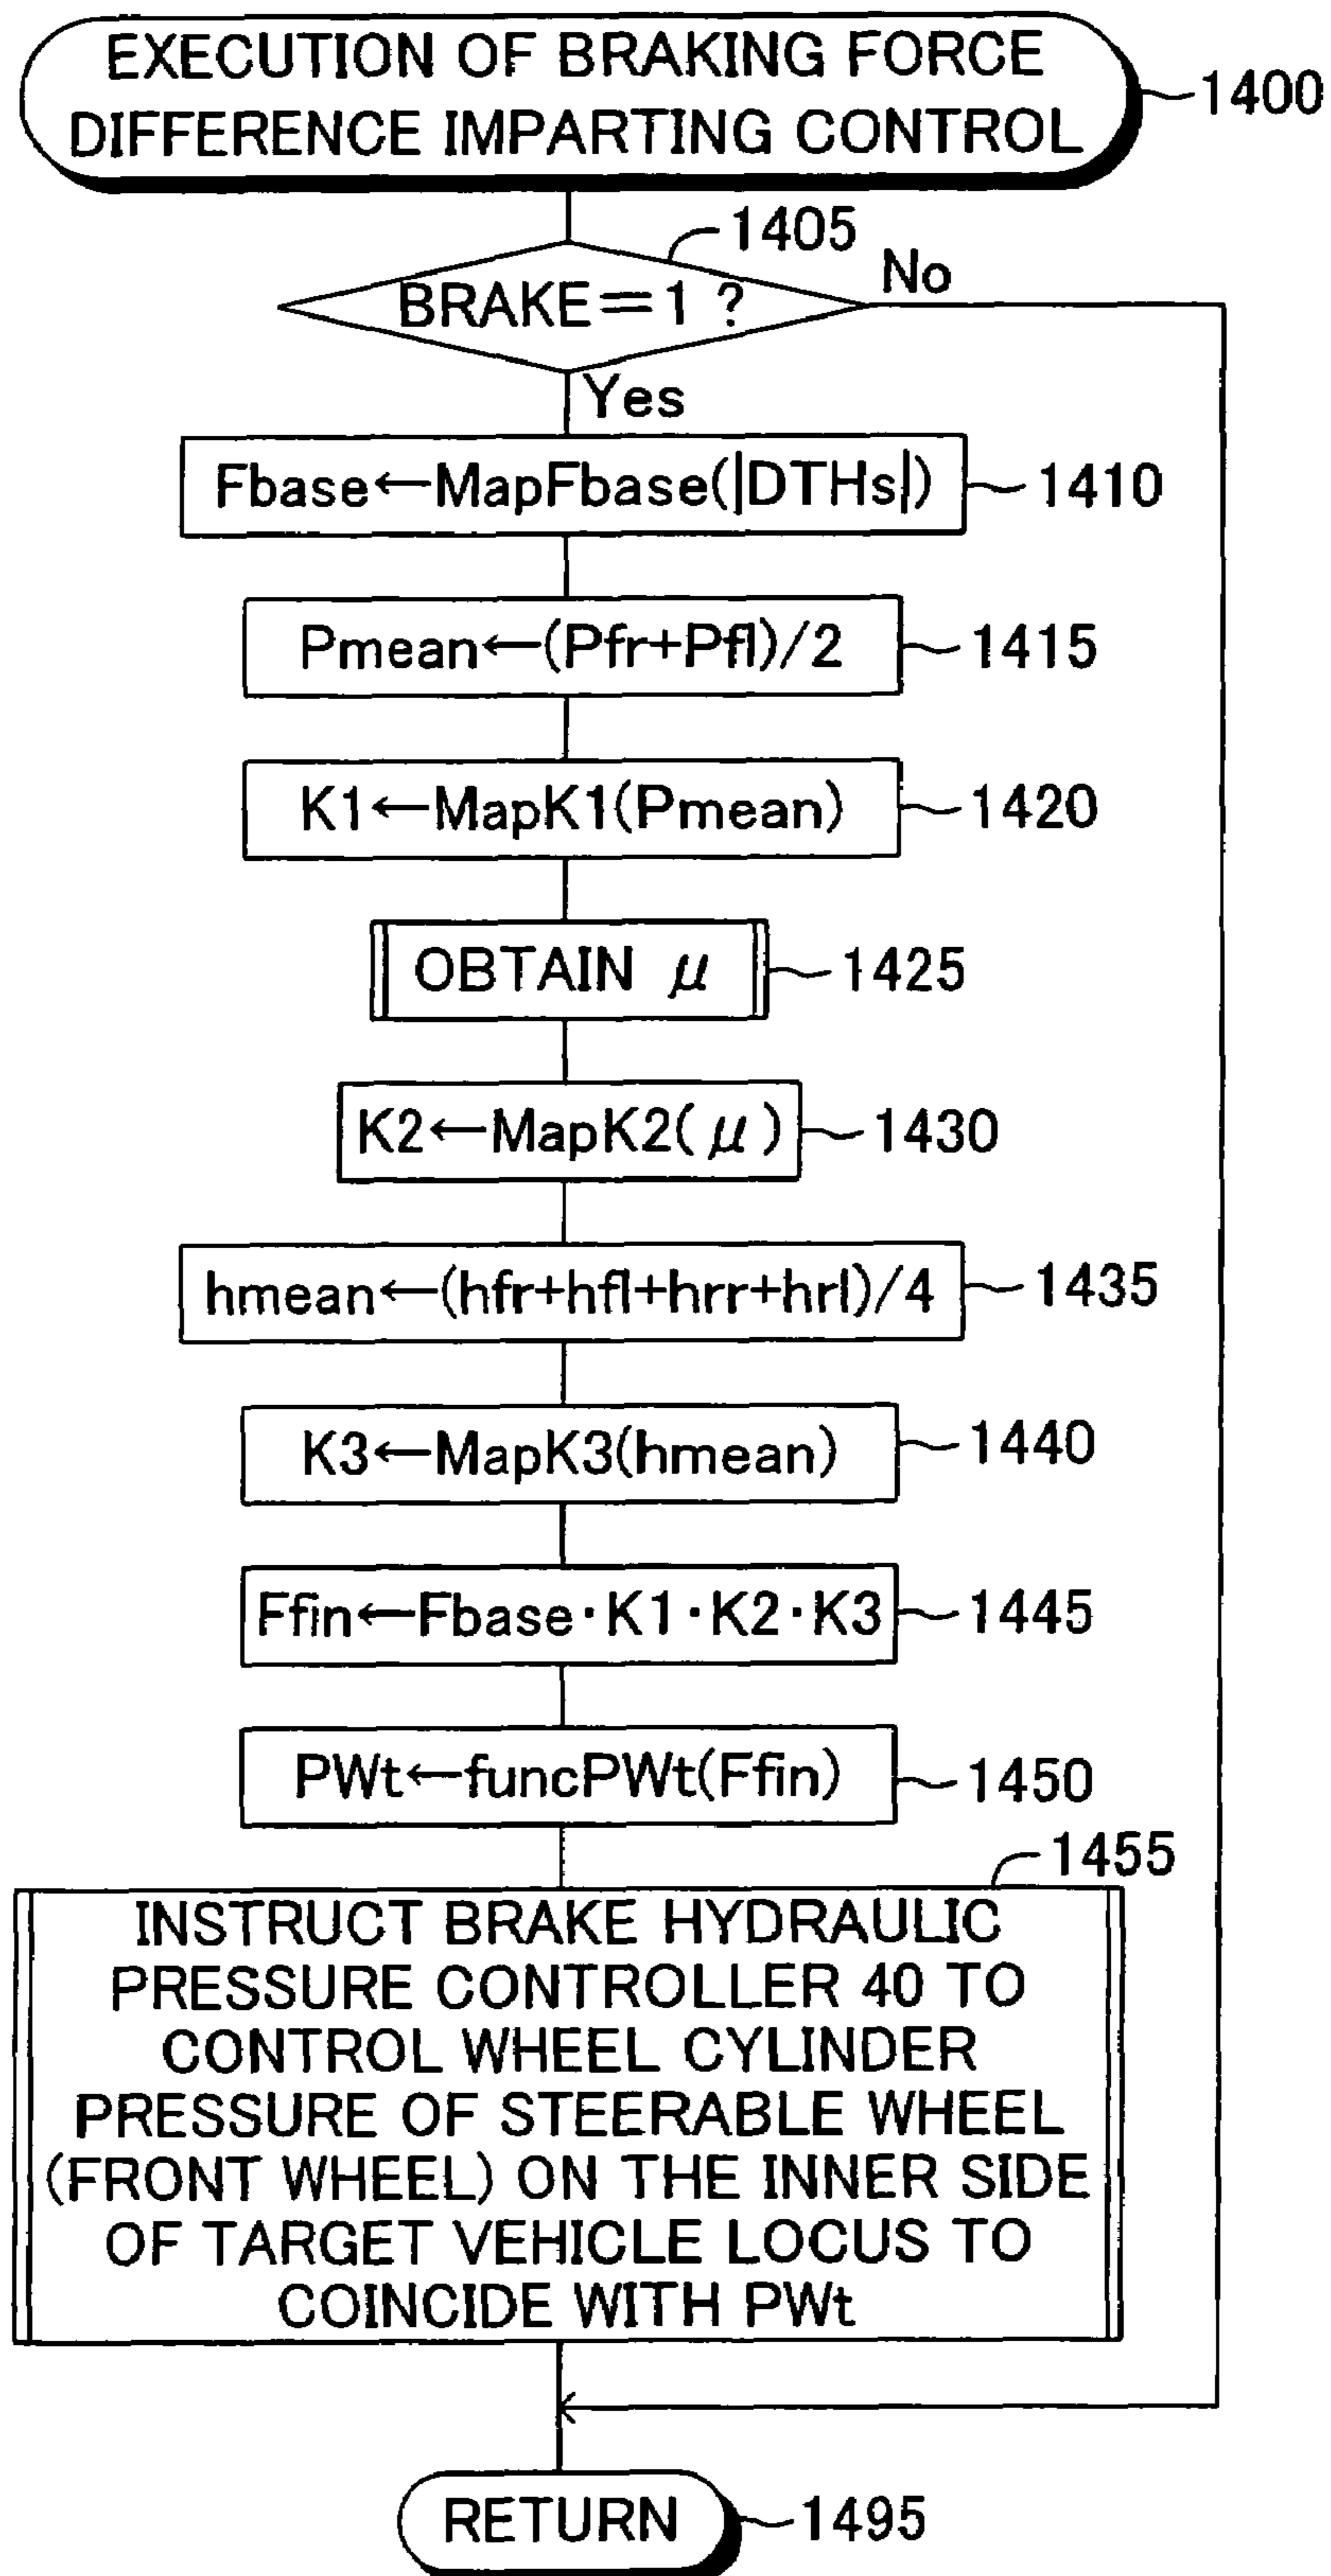 EXECUTION OF BRAKING FORCE
DIFFERENCE IMPARTING CONTROL
1400
1405
BRAKE=1 ?
No
Yes
Fbase←MapFbase(|DTHs|)
1410
Pmean←(Pfr+Pfl)/2
1415
K1←MapK1(Pmean)
1420
OBTAIN μ
1425
K2←MapK2(μ)
1430
hmean←(hfr+hfl+hrr+hrl)/4
1435
K3←MapK3(hmean)
1440
Ffin←Fbase·K1·K2·K3
1445
PWt←funcPWt(Ffin)
1450
1455
INSTRUCT BRAKE HYDRAULIC
PRESSURE CONTROLLER 40 TO
CONTROL WHEEL CYLINDER
PRESSURE OF STEERABLE WHEEL
(FRONT WHEEL) ON THE INNER SIDE
OF TARGET VEHICLE LOCUS TO
COINCIDE WITH PWt
RETURN
1495